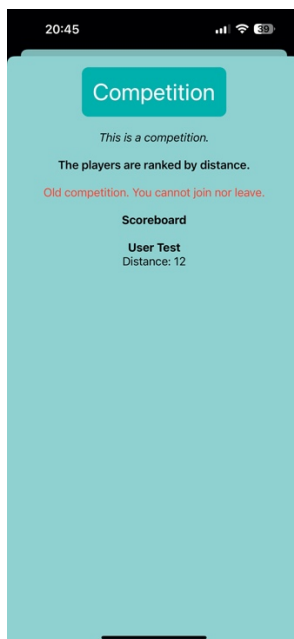 20:45
39
Competition
This is a competition.
The players are ranked by distance.
Old competition. You cannot join nor leave.
Scoreboard
User Test
Distance: 12